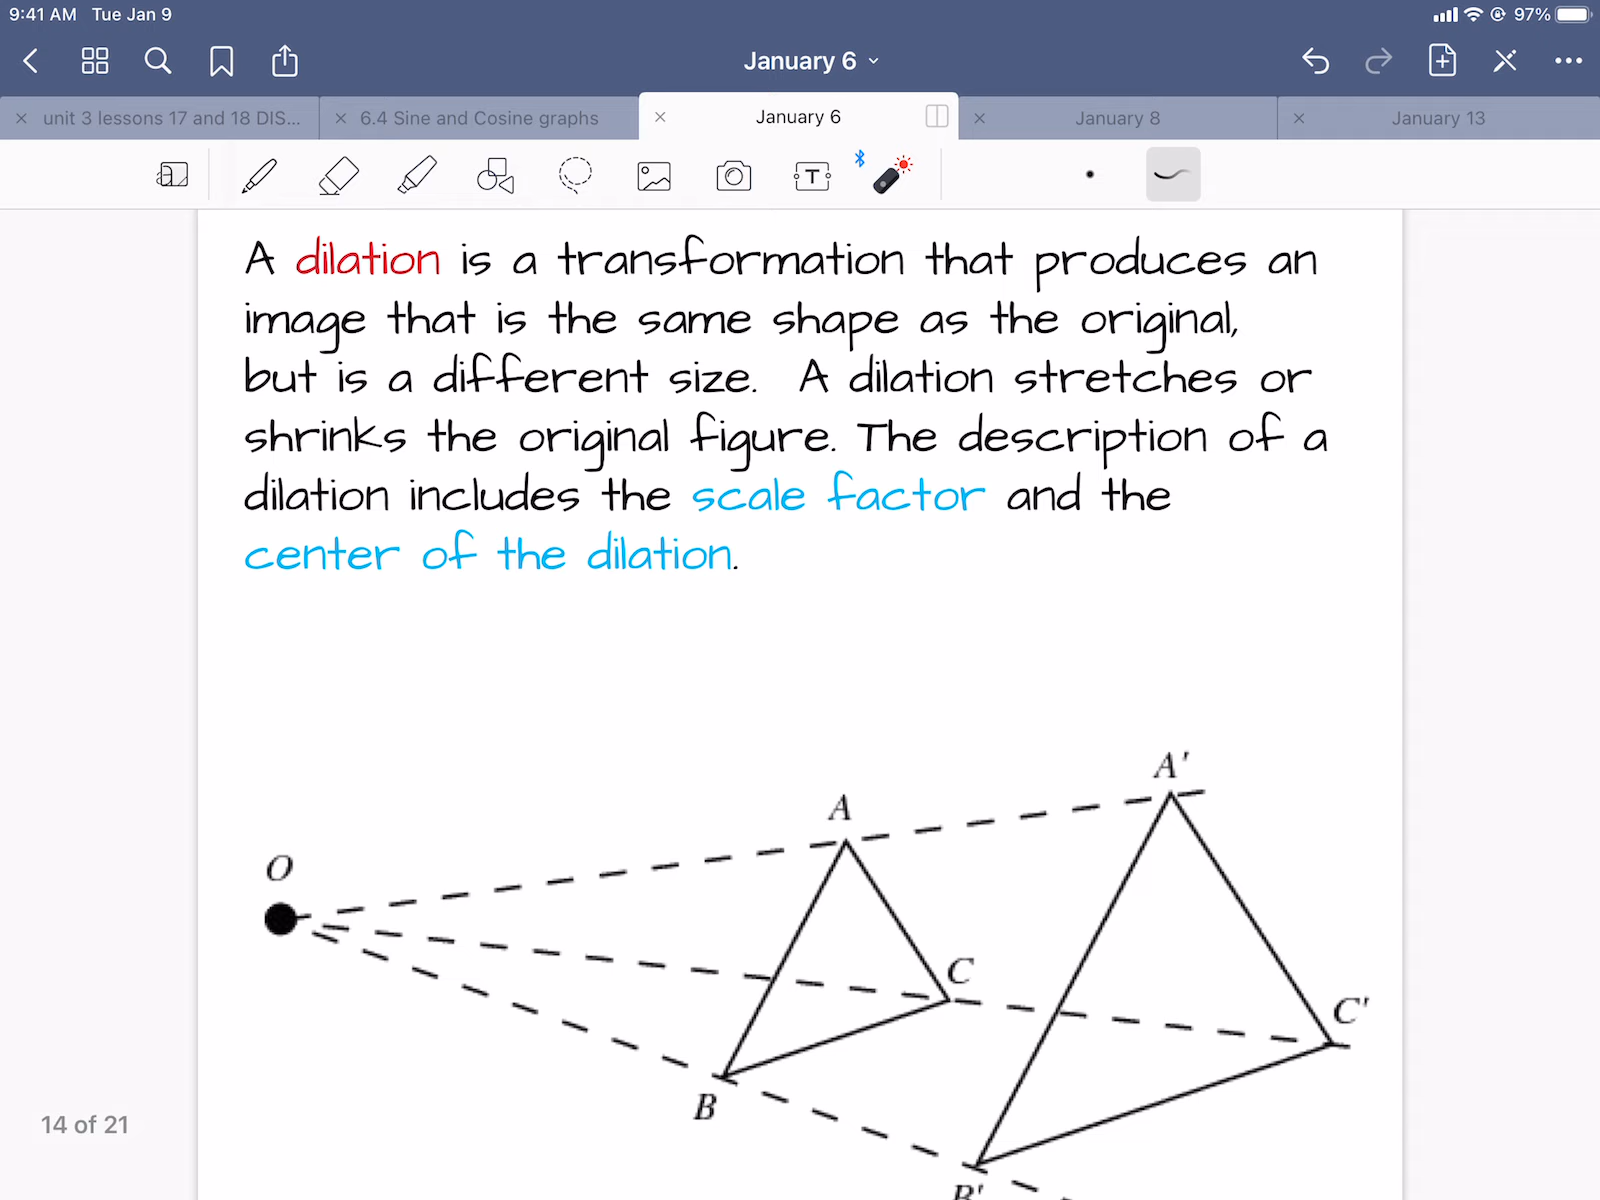 9:41 AM Tue Jan 9 97%
January 6
unit 3 lessons 17 and 18 DIS... 6.4 Sine and Cosine graphs January 6 January 8 January 13
A dilation is a transformation that produces an
image that is the same shape as the original,
but is a different size. A dilation stretches or
shrinks the original figure. The description of a
dilation includes the scale factor and the
center of the dilation.
A'
A
O
C
C'
B
B'
14 of 21